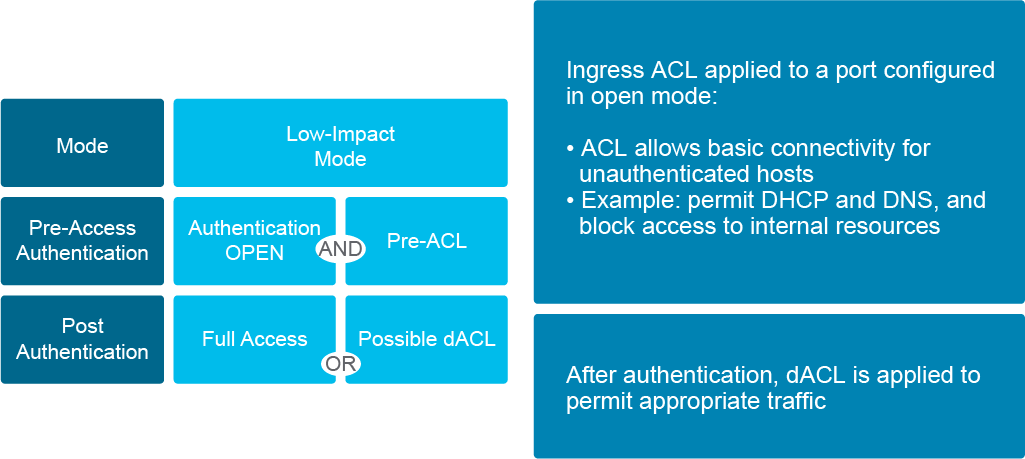 Mode
Low-Impact
Mode
Pre-Access
Authentication
Authentication
OPEN
AND
Pre-ACL
Post
Authentication
Full Access
OR
Possible dACL
Ingress ACL applied to a port configured
in open mode:
• ACL allows basic connectivity for
unauthenticated hosts
• Example: permit DHCP and DNS, and
block access to internal resources
After authentication, dACL is applied to
permit appropriate traffic